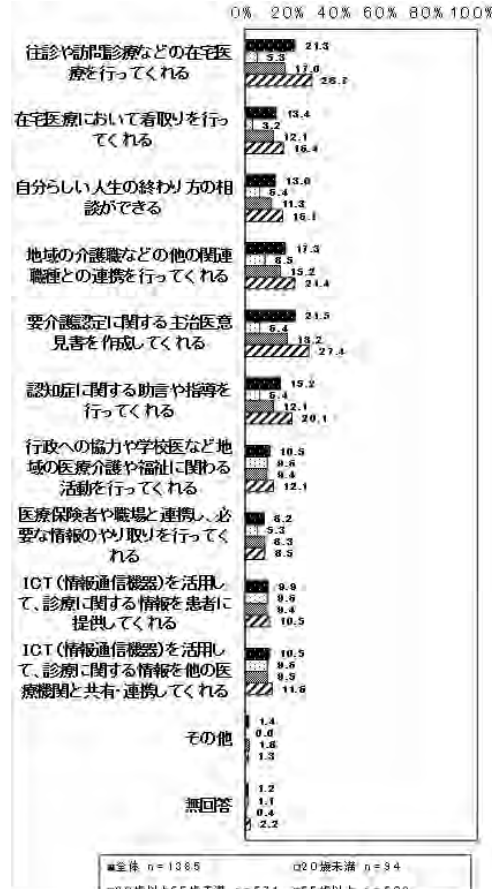 0% 20% 40% 60% 80% 100%
往診や訪問診療などの在宅医
療を行ってくれる
21.3
5.3
17.0
在宅医療において看取りを行っ
てくれる
13.4
3.2
12.1
16.4
自分らしい人生の終わり方の相
談ができる
13.0
6.4
11.3
地域の介護職などの他の関連
職種との連携を行ってくれる
17.3
8.5
15.2
21.4
要介護認定に関する主治医意
見書を作成してくれる
21.5
6.4
18.2
27.4
認知症に関する助言や指導を
行ってくれる
15.2
6.4
12.1
20.1
行政への協力や学校医など地
域の医療介護や福祉に関わる
活動を行ってくれる
10.5
9.6
9.4
12.1
医療保険者や職場と連携し、必
要な情報のやり取りを行ってく
れる
8.2
5.3
8.3
8.5
ICT(情報通信機器)を活用し
て、診療に関する情報を患者に
提供してくれる
9.9
9.6
9.4
10.5
ICT(情報通信機器)を活用し
て、診療に関する情報を他の医
療機関と共有・連携してくれる
10.5
9.6
11.6
その他
1.4
0.0
1.3
無回答
1.2
1.1
0.4
2.2
■全体 n=1385 □20歳未満 n=94